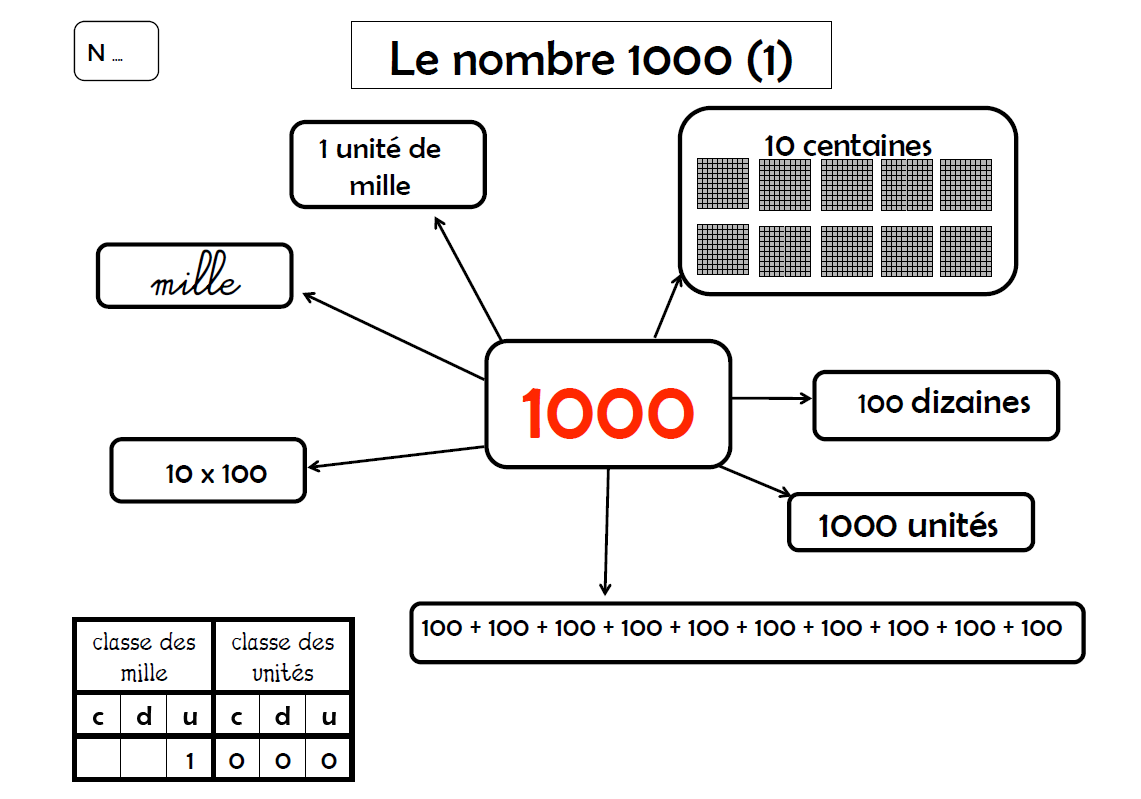 N ....
Le nombre 1000 (1)
1 unité de
mille
10 centaines
mille
1000
100 dizaines
10 x 100
1000 unités
100 + 100 + 100 + 100 + 100 + 100 + 100 + 100 + 100 + 100
classe des mille classe des unités
c d u c d u
1 0 0 0